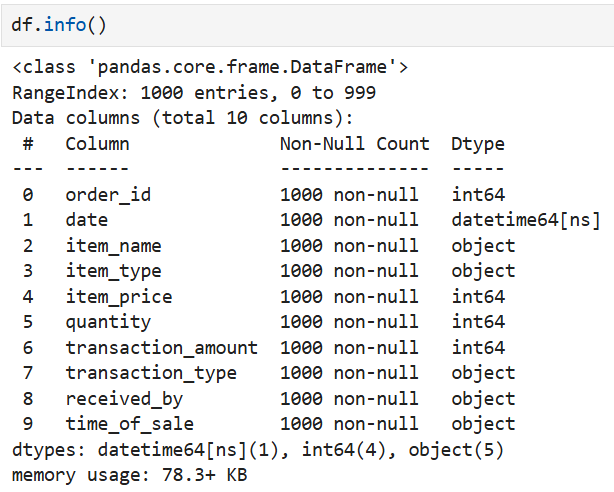 df.info()
<class 'pandas.core.frame.DataFrame'>
RangeIndex: 1000 entries, 0 to 999
Data columns (total 10 columns):
 #   Column              Non-Null Count  Dtype
---  ------              --------------  -----
 0   order_id            1000 non-null   int64
 1   date                1000 non-null   datetime64[ns]
 2   item_name           1000 non-null   object
 3   item_type           1000 non-null   object
 4   item_price          1000 non-null   int64
 5   quantity            1000 non-null   int64
 6   transaction_amount  1000 non-null   int64
 7   transaction_type    1000 non-null   object
 8   received_by         1000 non-null   object
 9   time_of_sale        1000 non-null   object
dtypes: datetime64[ns](1), int64(4), object(5)
memory usage: 78.3+ KB